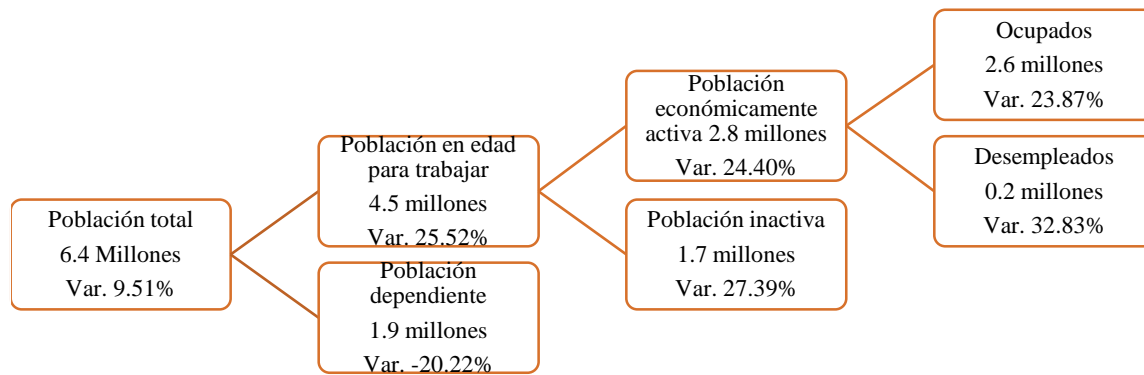 Población total
6.4 Millones
Var. 9.51%
Población en edad
para trabajar
4.5 millones
Var. 25.52%
Población
dependiente
1.9 millones
Var. -20.22%
Población
económicamente
activa 2.8 millones
Var. 24.40%
Población inactiva
1.7 millones
Var. 27.39%
Ocupados
2.6 millones
Var. 23.87%
Desempleados
0.2 millones
Var. 32.83%